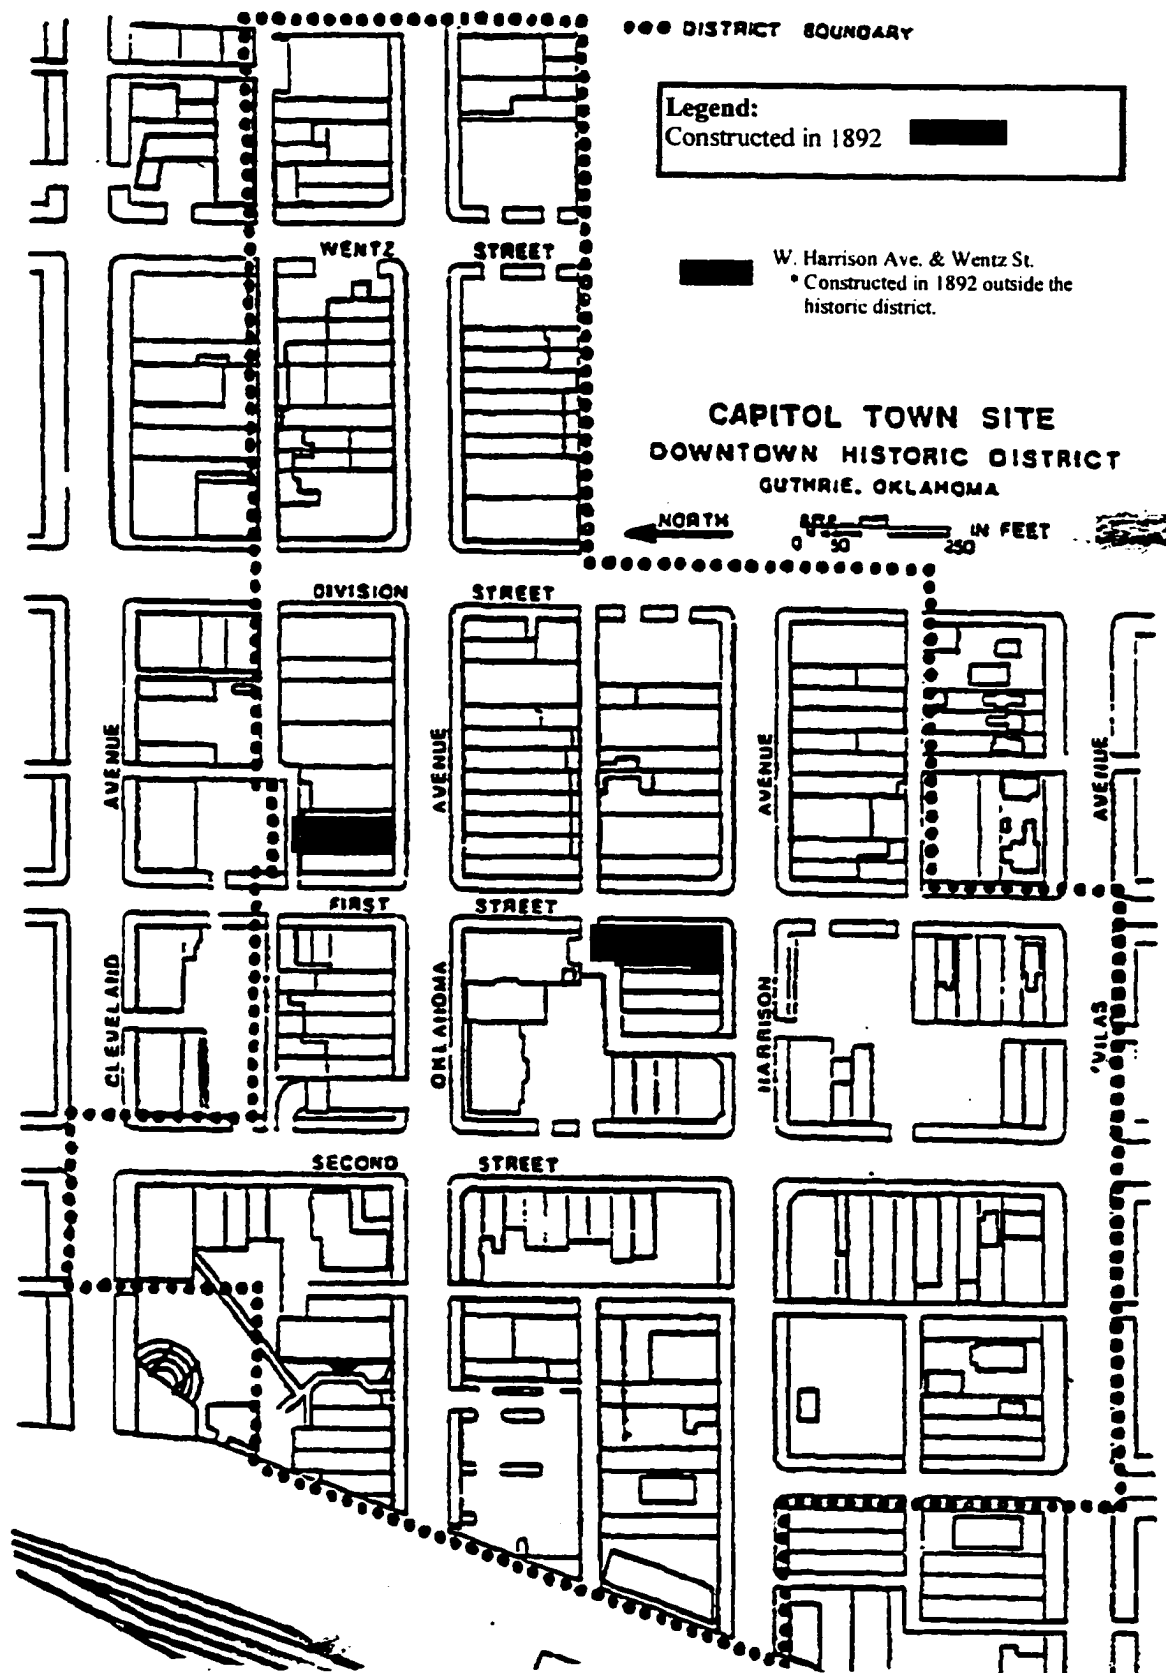 DISTRICT BOUNDARY
Legend:
Constructed in 1892
WENTZ STREET
W. Harrison Ave. & Wentz St.
* Constructed in 1892 outside the
historic district.
CAPITOL TOWN SITE
DOWNTOWN HISTORIC DISTRICT
GUTHRIE, OKLAHOMA
NORTH
0 50 250 IN FEET
DIVISION STREET
AVENUE
AVENUE
AVENUE
AVENUE
FIRST STREET
CLEVELAND
OKLAHOMA
HARRISON
VILAS
SECOND STREET